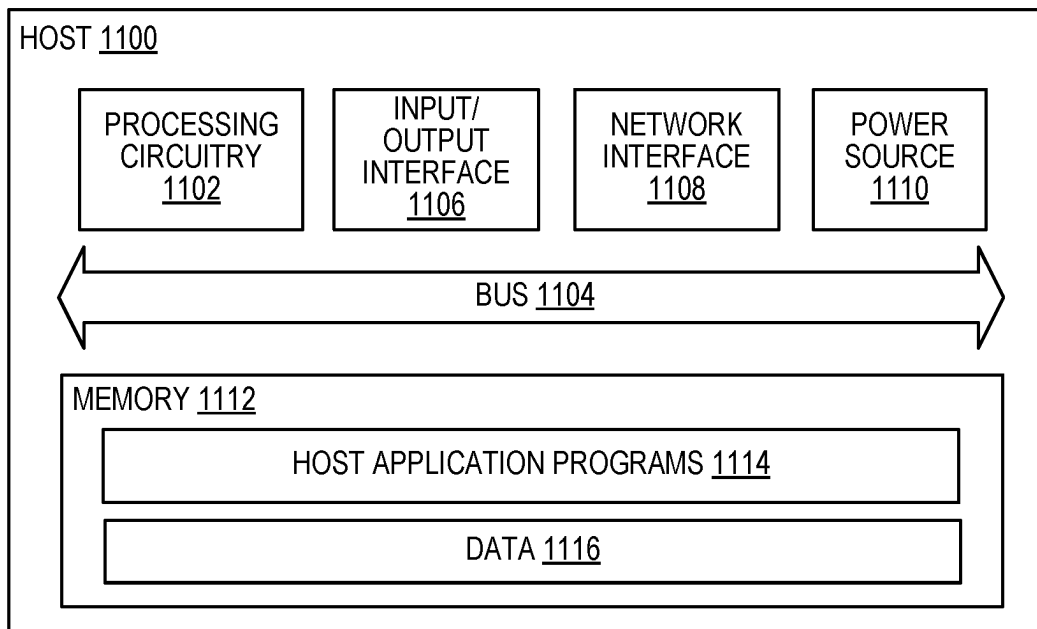 HOST 1100
PROCESSING
CIRCUITRY
1102
INPUT/
OUTPUT
INTERFACE
1106
NETWORK
INTERFACE
1108
POWER
SOURCE
1110
BUS 1104
MEMORY 1112
HOST APPLICATION PROGRAMS 1114
DATA 1116